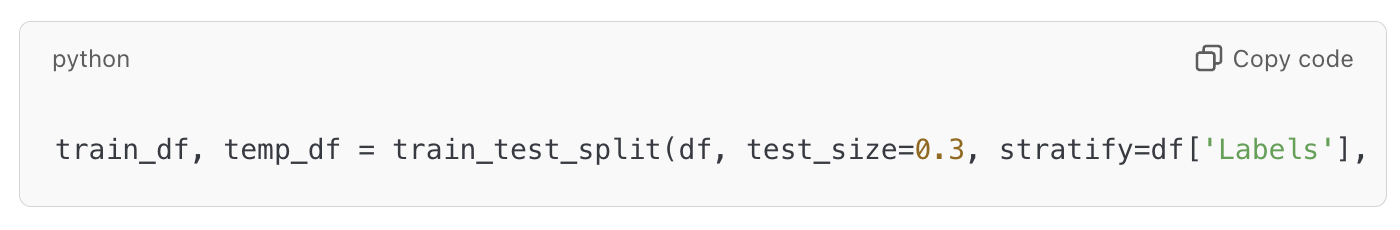 python
Copy code
train_df, temp_df = train_test_split(df, test_size=0.3, stratify=df['Labels'],